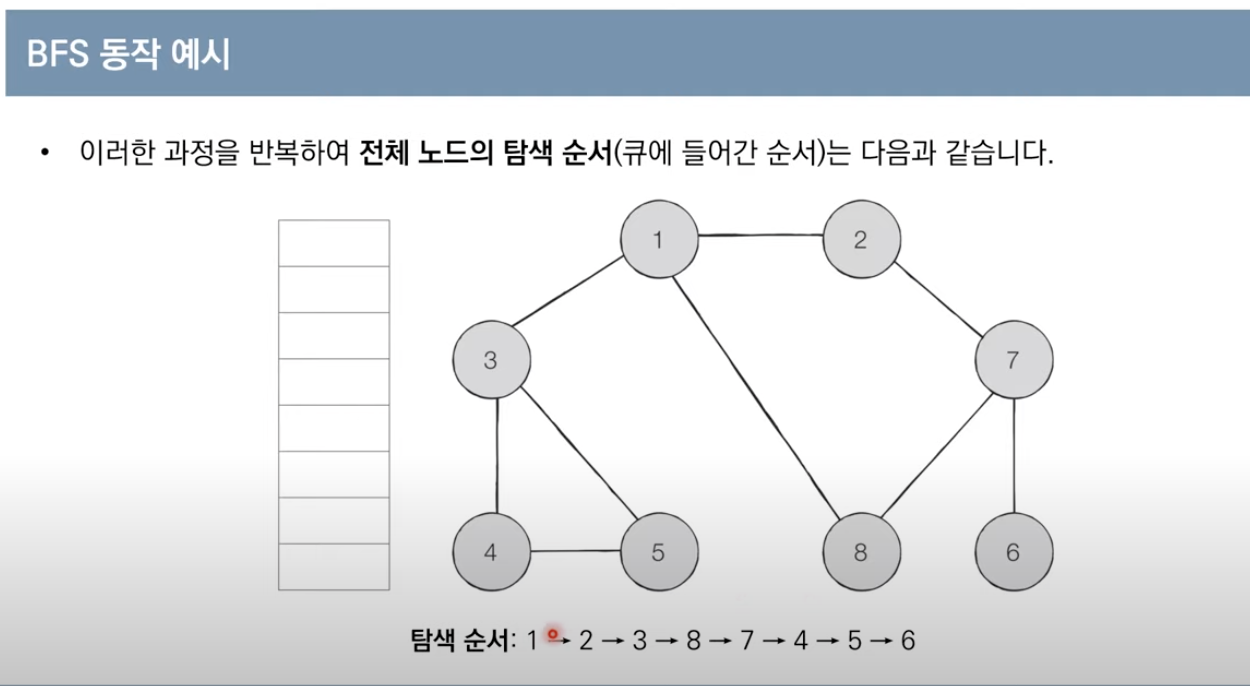 BFS 동작 예시
• 이러한 과정을 반복하여 전체 노드의 탐색 순서(큐에 들어간 순서)는 다음과 같습니다.
1 2
3 7
4 5 8 6
탐색 순서: 1 → 2 → 3 → 8 → 7 → 4 → 5 → 6